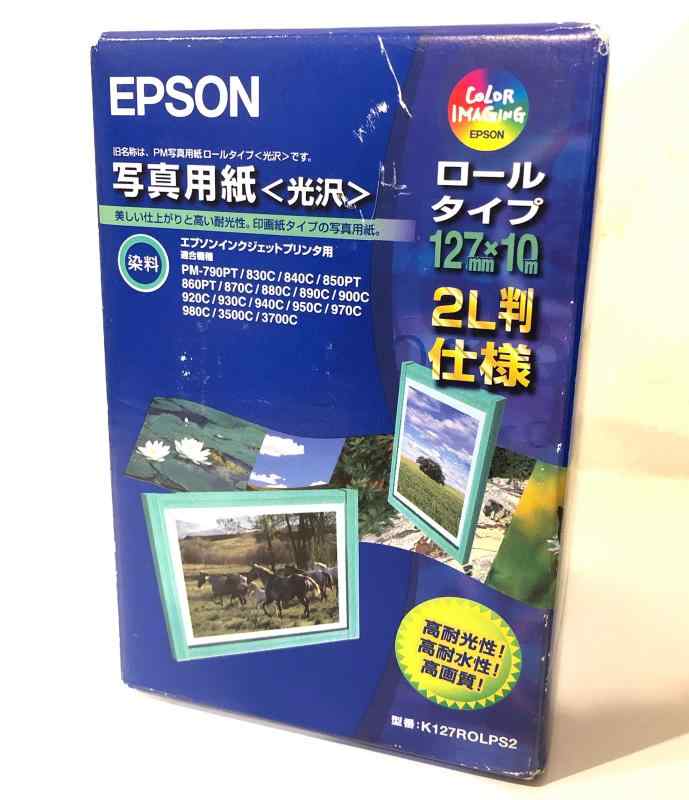 EPSON
COLOR
IMAGING
EPSON
旧名称は、PM写真用紙ロールタイプ<光沢>です。
写真用紙<光沢>
美しい仕上がりと高い耐光性。印画紙タイプの写真用紙。
ロール
タイプ
127mm×10m
2L判
仕様
染料
エプソンインクジェットプリンタ用
適合機種
PM-790PT/830C/840C/850PT
860PT/870C/880C/890C/900C
920C/930C/940C/950C/970C
980C/3500C/3700C
高耐光性!
高耐水性!
高画質!
型番:K127ROLPS2